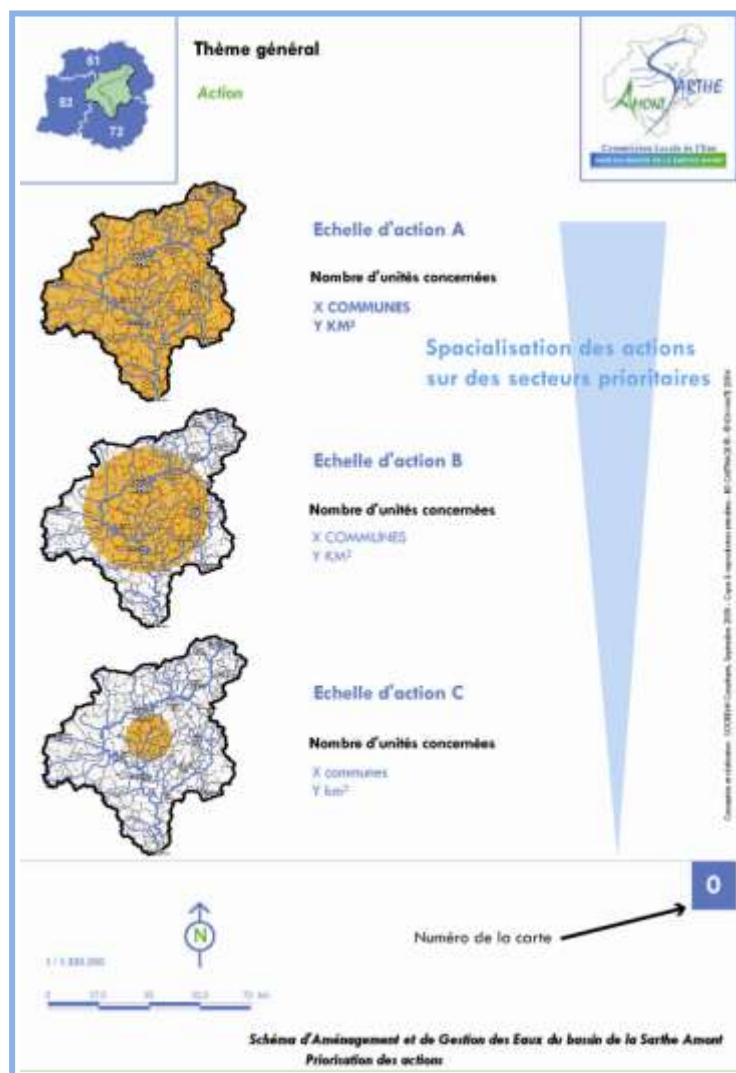 Thème général
Action
61
53
72
AMONT
SARTHE
Commission Locale de l'Eau
Echelle d'action A
Nombre d'unités concernées
X COMMUNES
Y KM²
Spacialisation des actions
sur des secteurs prioritaires
Echelle d'action B
Nombre d'unités concernées
X COMMUNES
Y KM²
Echelle d'action C
Nombre d'unités concernées
X communes
Y km²
0
Numéro de la carte
N
Schéma d'Aménagement et de Gestion des Eaux du bassin de la Sarthe Amont
Priorisation des actions